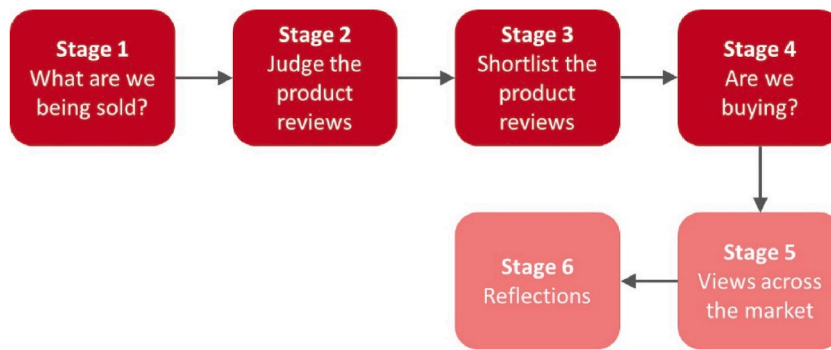 Stage 1
What are we
being sold?
Stage 2
Judge the
product
reviews
Stage 3
Shortlist the
product
reviews
Stage 4
Are we
buying?
Stage 5
Views across
the market
Stage 6
Reflections